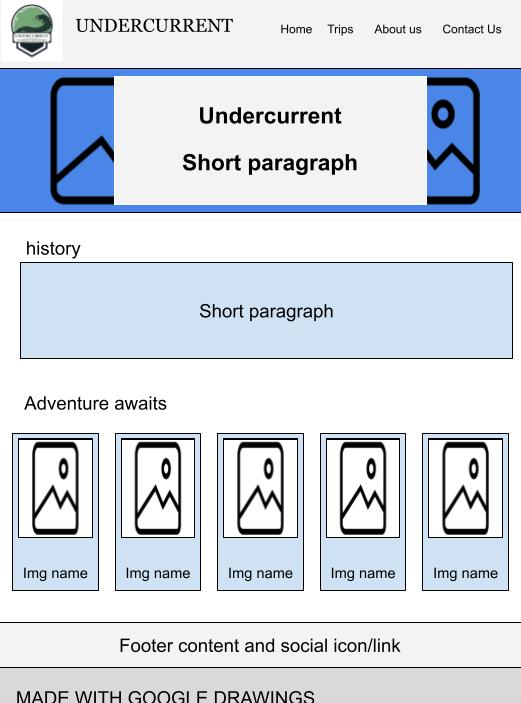 UNDERCURRENT
Home Trips About us Contact Us
Undercurrent
Short paragraph
history
Short paragraph
Adventure awaits
Img name Img name Img name Img name Img name
Footer content and social icon/link
MADE WITH GOOGLE DRAWINGS